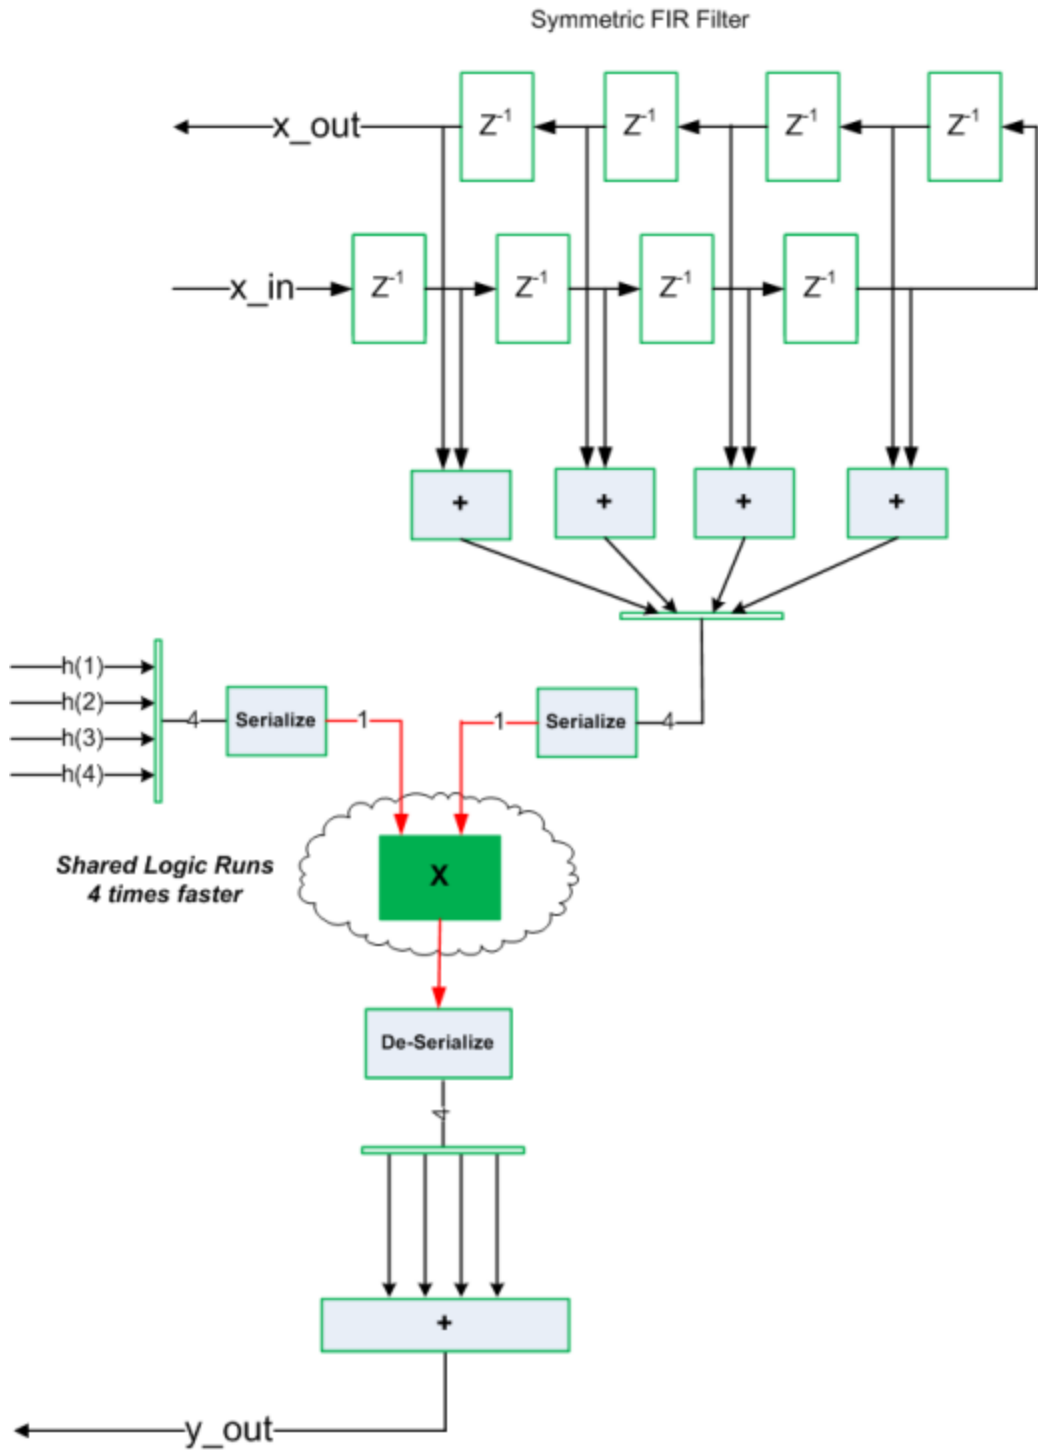 Symmetric FIR Filter
x_out
Z-1
Z-1
Z-1
Z-1
x_in
Z-1
Z-1
Z-1
Z-1
+
+
+
+
h(1)
h(2)
h(3)
h(4)
4
Serialize
1
1
Serialize
4
Shared Logic Runs
4 times faster
X
De-Serialize
4
+
y_out